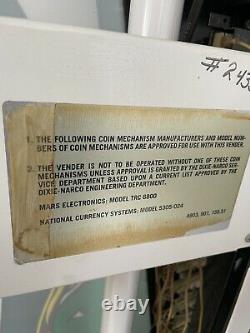 #243
1. THE FOLLOWING COIN MECHANISM MANUFACTURERS AND MODEL NUM-
BERS OF COIN MECHANISMS ARE APPROVED FOR USE WITH THIS VENDER.
2. THE VENDER IS NOT TO BE OPERATED WITHOUT ONE OF THESE COIN
MECHANISMS UNLESS APPROVAL IS GRANTED BY THE DIXIE-NARCO SER-
VICE DEPARTMENT BASED UPON A CURRENT LIST APPROVED BY THE
DIXIE-NARCO ENGINEERING DEPARTMENT.
MARS ELECTRONICS: MODEL TRC 6800
NATIONAL CURRENCY SYSTEMS: MODEL